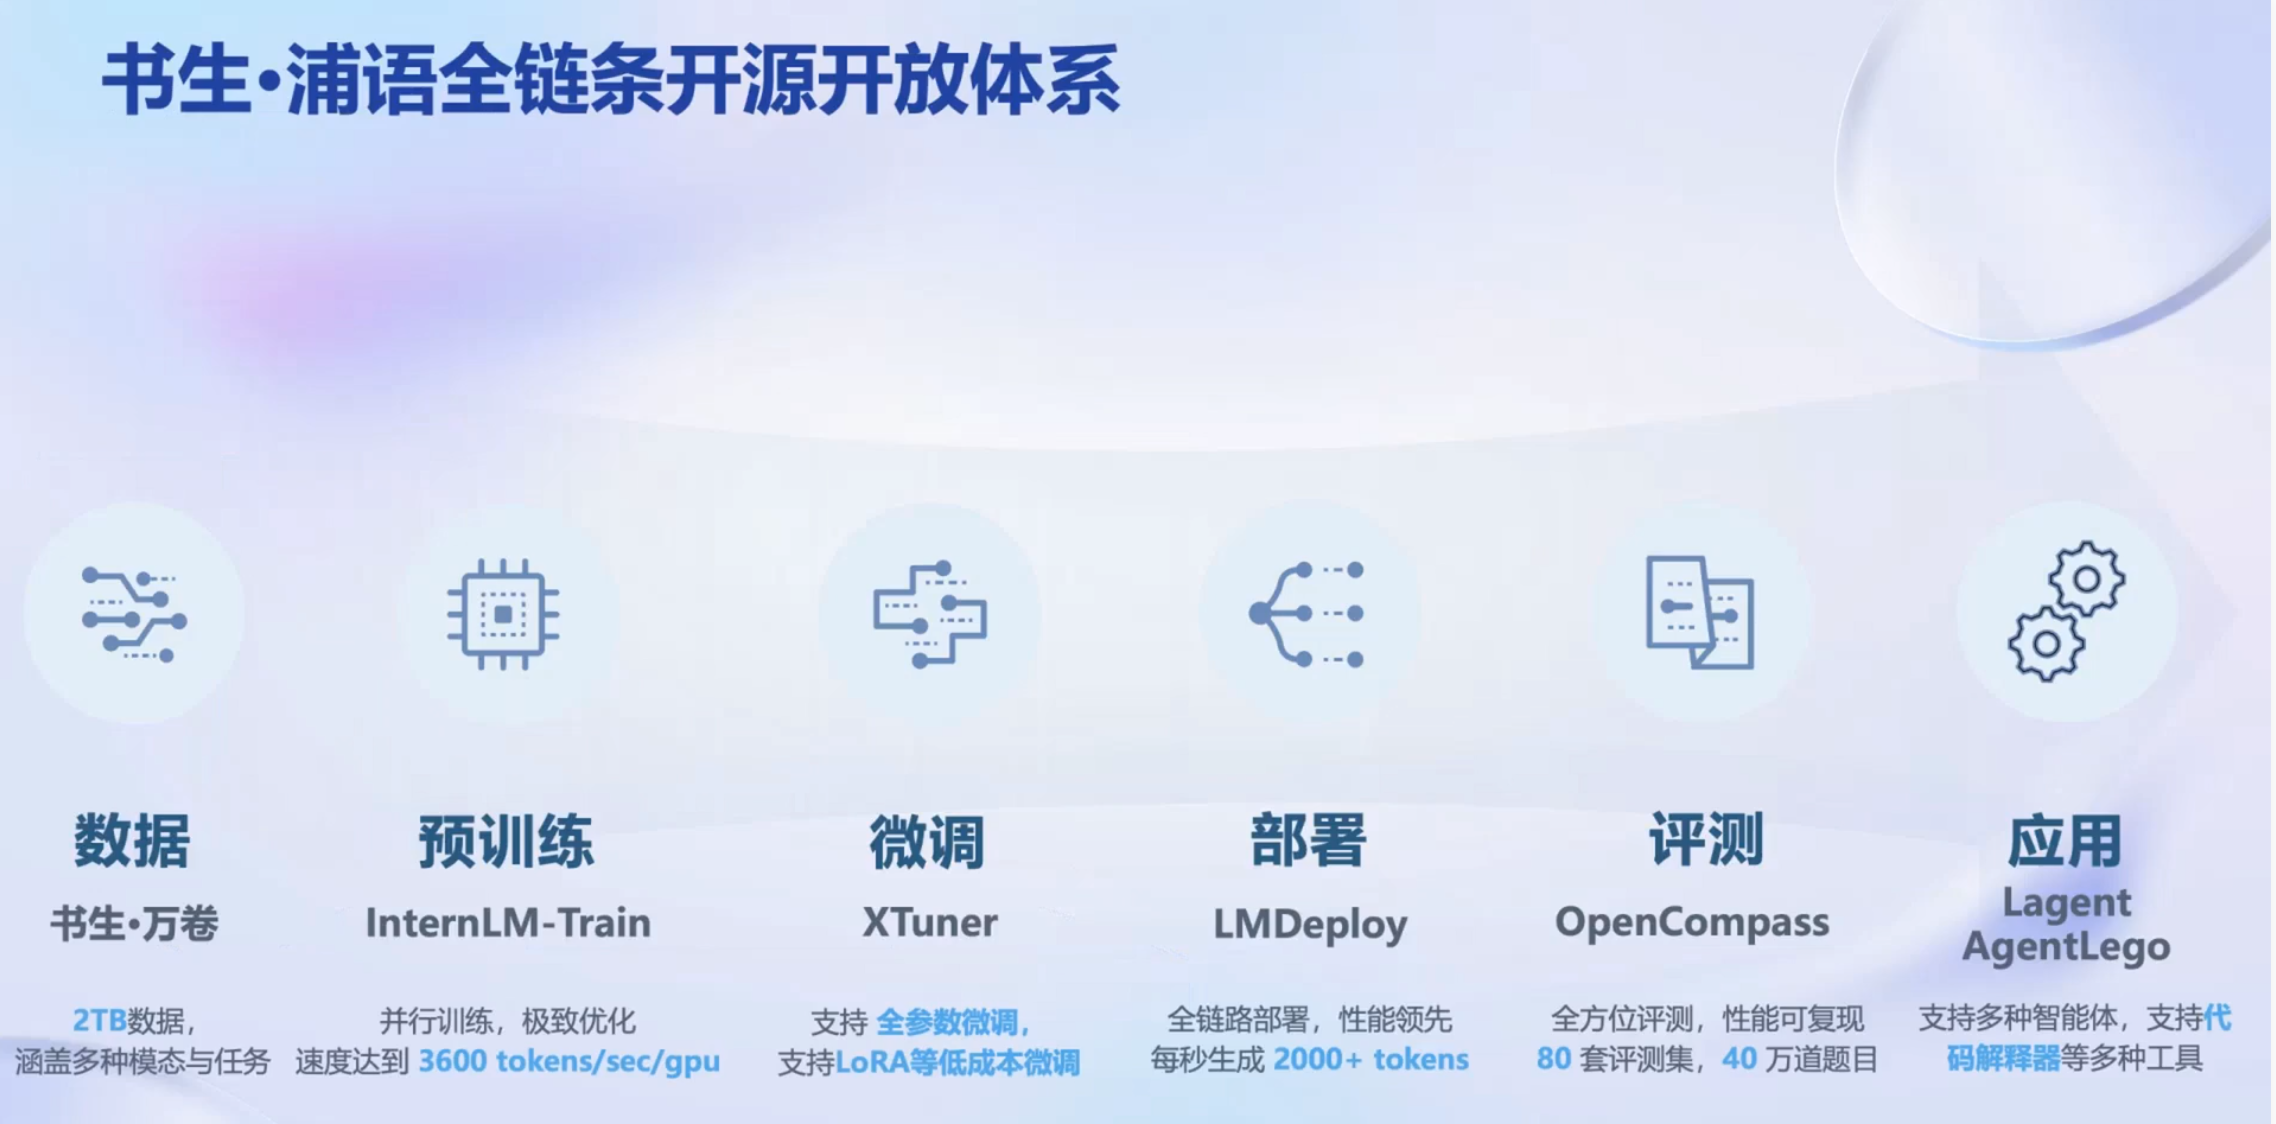 书生·浦语全链条开源开放体系
数据
书生·万卷
2TB数据，
涵盖多种模态与任务
预训练
InternLM-Train
并行训练，极致优化
速度达到 3600 tokens/sec/gpu
微调
XTuner
支持 全参数微调，
支持LoRA等低成本微调
部署
LMDeploy
全链路部署，性能领先
每秒生成 2000+ tokens
评测
OpenCompass
全方位评测，性能可复现
80 套评测集，40 万道题目
应用
Lagent
AgentLego
支持多种智能体，支持代
码解释器等多种工具